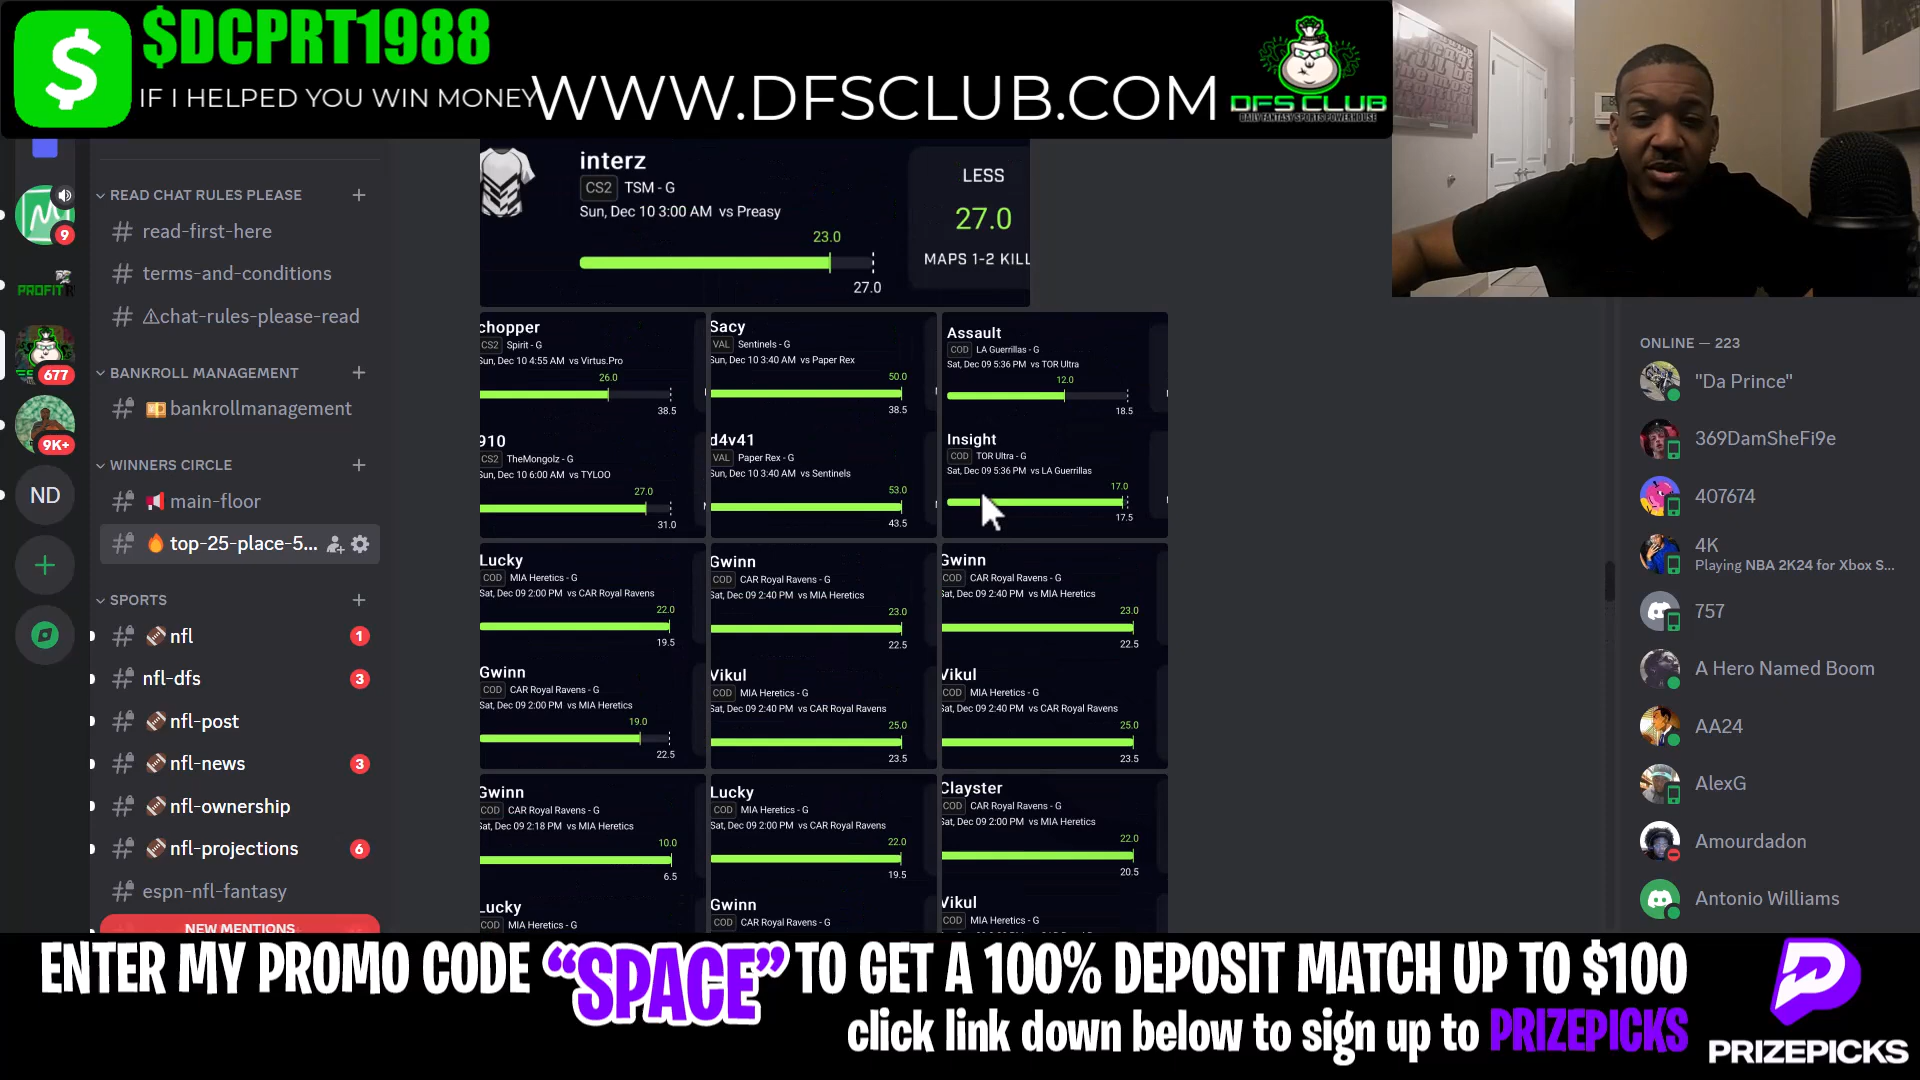 $DCPRT1988
IF I HELPED YOU WIN MONEY
WWW.DFSCLUB.COM
DFS CLUB
DAILY FANTASY SPORTS POWERHOUSE
interz
CS2 TSM - G
Sun, Dec 10 3:00 AM vs Preasy
23.0
27.0
LESS
27.0
MAPS 1-2 KILL
READ CHAT RULES PLEASE
read-first-here
terms-and-conditions
chat-rules-please-read
BANKROLL MANAGEMENT
bankrollmanagement
WINNERS CIRCLE
main-floor
top-25-place-5...
SPORTS
nfl 1
nfl-dfs 3
nfl-post
nfl-news 3
nfl-ownership
nfl-projections 6
espn-nfl-fantasy
NEW MENTIONS
9
PROFIT
677
9K+
ND
chopper
CS2 Spirit - G
Sun, Dec 10 4:55 AM vs Virtus.Pro
26.0
38.5
910
CS2 TheMongolz - G
Sun, Dec 10 6:00 AM vs TYLOO
27.0
31.0
Sacy
VAL Sentinels - G
Sun, Dec 10 3:40 AM vs Paper Rex
50.0
38.5
d4v41
VAL Paper Rex - G
Sun, Dec 10 3:40 AM vs Sentinels
53.0
43.5
Assault
COD LA Guerrillas - G
Sat, Dec 09 5:36 PM vs TOR Ultra
12.0
18.5
Insight
COD TOR Ultra - G
Sat, Dec 09 5:36 PM vs LA Guerrillas
17.0
17.5
Lucky
COD MIA Heretics - G
Sat, Dec 09 2:00 PM vs CAR Royal Ravens
22.0
19.5
Gwinn
COD CAR Royal Ravens - G
Sat, Dec 09 2:00 PM vs MIA Heretics
19.0
22.5
Gwinn
COD CAR Royal Ravens - G
Sat, Dec 09 2:40 PM vs MIA Heretics
23.0
22.5
Vikul
COD MIA Heretics - G
Sat, Dec 09 2:40 PM vs CAR Royal Ravens
25.0
23.5
Gwinn
COD CAR Royal Ravens - G
Sat, Dec 09 2:40 PM vs MIA Heretics
23.0
22.5
Vikul
COD MIA Heretics - G
Sat, Dec 09 2:40 PM vs CAR Royal Ravens
25.0
23.5
Gwinn
COD CAR Royal Ravens - G
Sat, Dec 09 2:18 PM vs MIA Heretics
10.0
6.5
Lucky
COD MIA Heretics - G
Lucky
COD MIA Heretics - G
Sat, Dec 09 2:00 PM vs CAR Royal Ravens
22.0
19.5
Gwinn
COD CAR Royal Ravens - G
Clayster
COD CAR Royal Ravens - G
Sat, Dec 09 2:00 PM vs MIA Heretics
22.0
20.5
Vikul
COD MIA Heretics - G
ONLINE — 223
"Da Prince"
369DamSheFi9e
407674
4K
Playing NBA 2K24 for Xbox S...
757
A Hero Named Boom
AA24
AlexG
Amourdadon
Antonio Williams
ENTER MY PROMO CODE “SPACE” TO GET A 100% DEPOSIT MATCH UP TO $100
click link down below to sign up to PRIZEPICKS
PRIZEPICKS